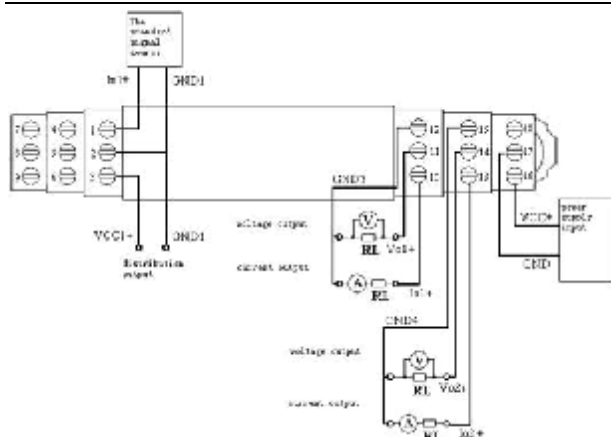 The
standard
signal
source
In1+ GND1
7 4 1
8 5 2
9 6 3
12 15 18
11 14 17
10 13 16
GND3
VCC1+ GND1
Distribution
output
voltage output
V
RL Vo1+
current output
A RL Io1+
power
supply
input
VCC+
GND
GND4
voltage output
V
RL Vo2+
current output
A RL Io2+